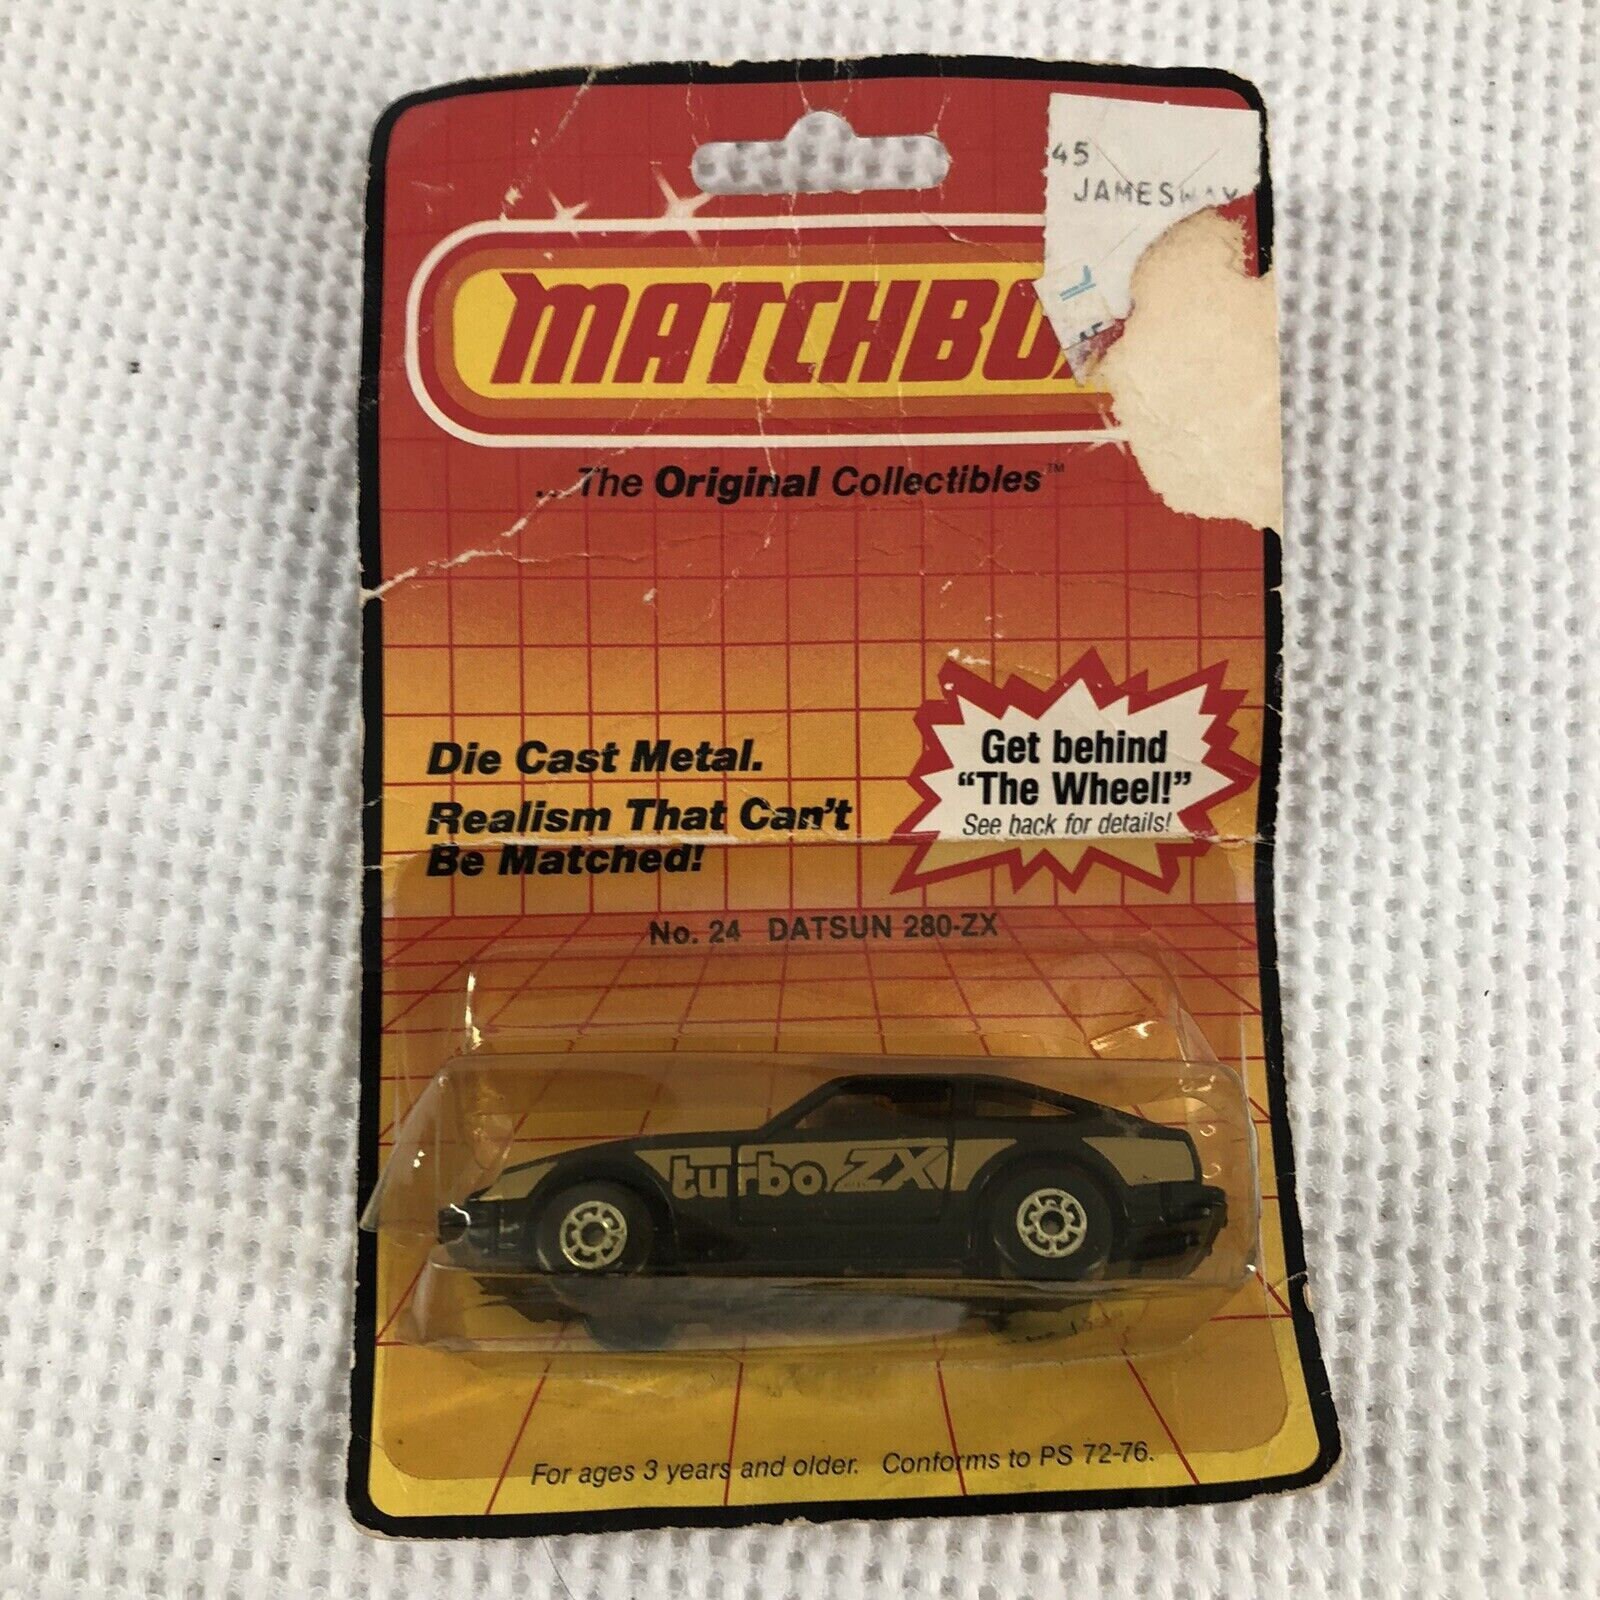 45
JAMESWAY
MATCHBOX
... The Original Collectibles™
Die Cast Metal.
Realism That Can't
Be Matched!
Get behind
“The Wheel!”
See back for details!
No. 24 DATSUN 280-ZX
turbo ZX
For ages 3 years and older. Conforms to PS 72-76.